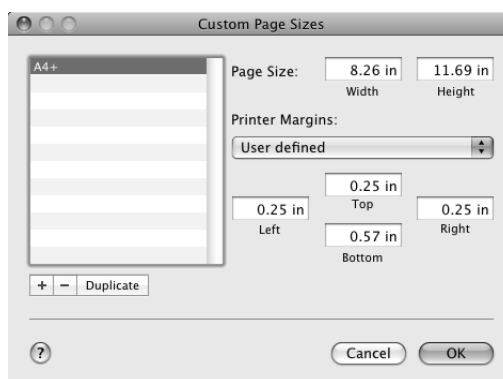 Custom Page Sizes
A4+
Page Size:
8.26 in
11.69 in
Width
Height
Printer Margins:
User defined
0.25 in
Top
0.25 in
Left
0.25 in
Right
0.57 in
Bottom
+ − Duplicate
?
Cancel
OK